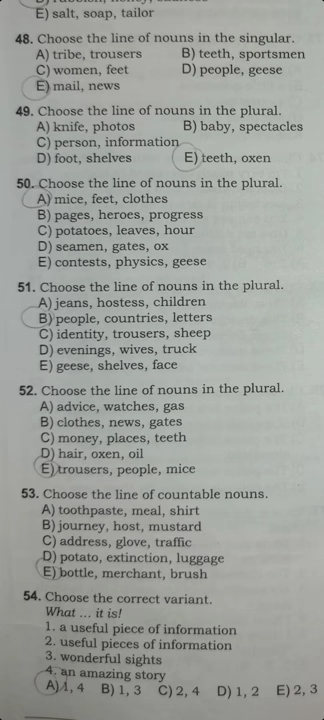 E) salt, soap, tailor
48. Choose the line of nouns in the singular.
A) tribe, trousers B) teeth, sportsmen
C) women, feet D) people, geese
E) mail, news
49. Choose the line of nouns in the plural.
A) knife, photos B) baby, spectacles
C) person, information
D) foot, shelves E) teeth, oxen
50. Choose the line of nouns in the plural.
A) mice, feet, clothes
B) pages, heroes, progress
C) potatoes, leaves, hour
D) seamen, gates, ox
E) contests, physics, geese
51. Choose the line of nouns in the plural.
A) jeans, hostess, children
B) people, countries, letters
C) identity, trousers, sheep
D) evenings, wives, truck
E) geese, shelves, face
52. Choose the line of nouns in the plural.
A) advice, watches, gas
B) clothes, news, gates
C) money, places, teeth
D) hair, oxen, oil
E) trousers, people, mice
53. Choose the line of countable nouns.
A) toothpaste, meal, shirt
B) journey, host, mustard
C) address, glove, traffic
D) potato, extinction, luggage
E) bottle, merchant, brush
54. Choose the correct variant.
What ... it is!
1. a useful piece of information
2. useful pieces of information
3. wonderful sights
4. an amazing story
A) 1, 4 B) 1, 3 C) 2, 4 D) 1, 2 E) 2, 3